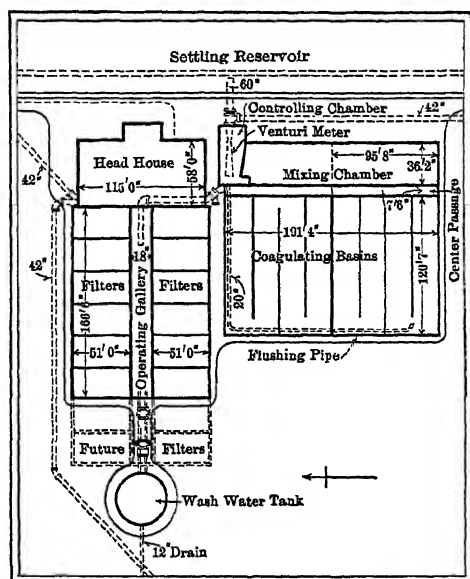 Settling Reservoir
60"
Controlling Chamber
42"
Venturi Meter
Head House
58'0"
95'8"
36'2"
115'0"
Mixing Chamber
42"
7'6"
Center Passage
42"
18"
191'4"
Filters
Filters
Operating Gallery
20"
Coagulating Basins
120'7"
166'6"
51'0"
51'0"
Flushing Pipe
Future
Filters
Wash Water
Tank
12" Drain